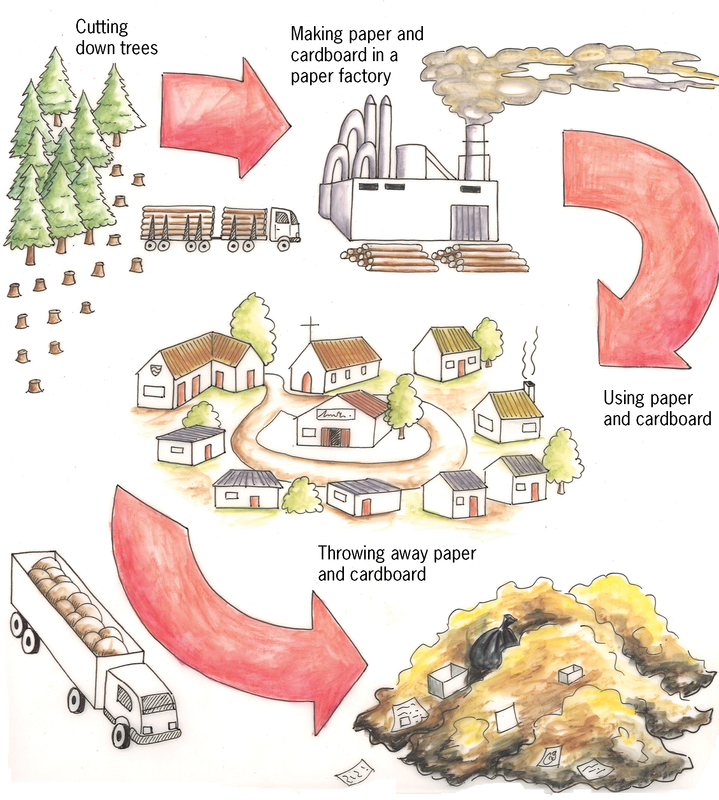 Cutting
down trees
Making paper and
cardboard in a
paper factory
Using paper
and cardboard
Throwing away paper
and cardboard